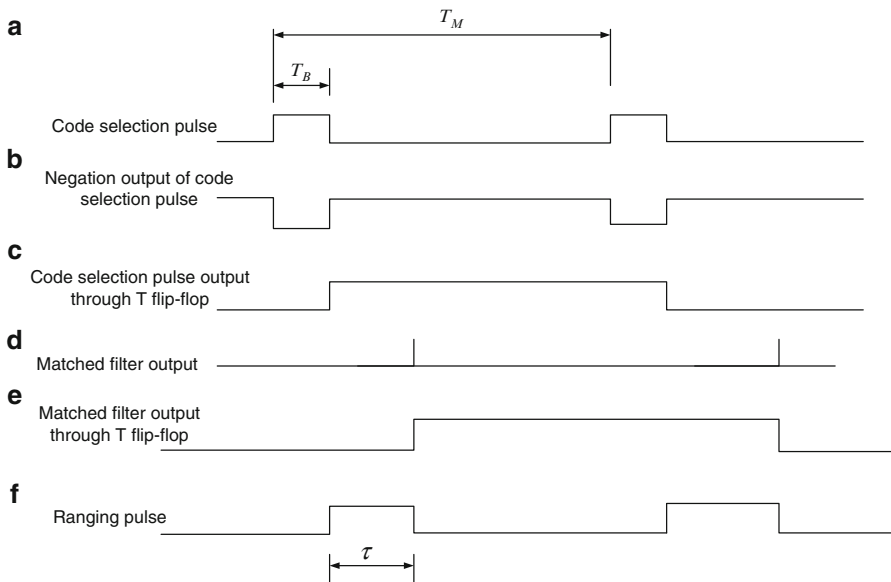 a
T_M
T_B
Code selection pulse
b
Negation output of code
selection pulse
c
Code selection pulse output
through T flip-flop
d
Matched filter output
e
Matched filter output
through T flip-flop
f
Ranging pulse
τ